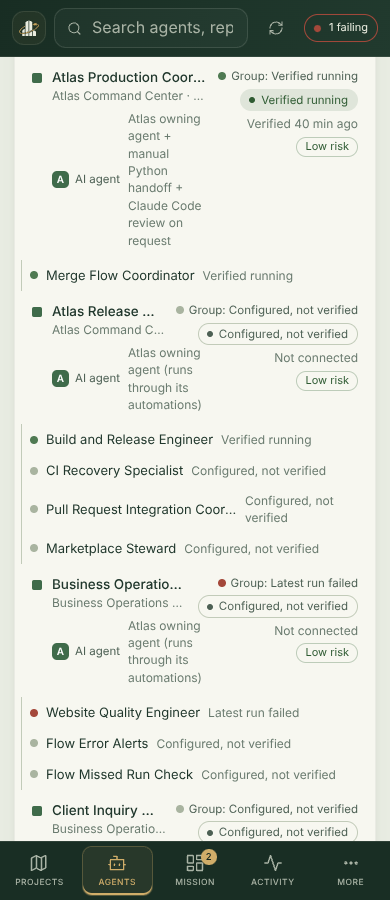 Search agents, rep
1 failing
Atlas Production Coor...
Group: Verified running
Atlas Command Center · ...
Verified running
Verified 40 min ago
Low risk
A AI agent
Atlas owning
agent +
manual
Python
handoff +
Claude Code
review on
request
Merge Flow Coordinator Verified running
Atlas Release ...
Group: Configured, not verified
Atlas Command C...
Configured, not verified
Not connected
Low risk
A AI agent
Atlas owning
agent (runs
through its
automations)
Build and Release Engineer Verified running
CI Recovery Specialist Configured, not verified
Pull Request Integration Coor... Configured, not
verified
Marketplace Steward Configured, not verified
Business Operatio...
Group: Latest run failed
Business Operations ...
Configured, not verified
Not connected
Low risk
A AI agent
Atlas owning
agent (runs
through its
automations)
Website Quality Engineer Latest run failed
Flow Error Alerts Configured, not verified
Flow Missed Run Check Configured, not verified
Client Inquiry ...
Group: Configured, not verified
Business Operatio...
Configured, not verified
2
PROJECTS AGENTS MISSION ACTIVITY MORE